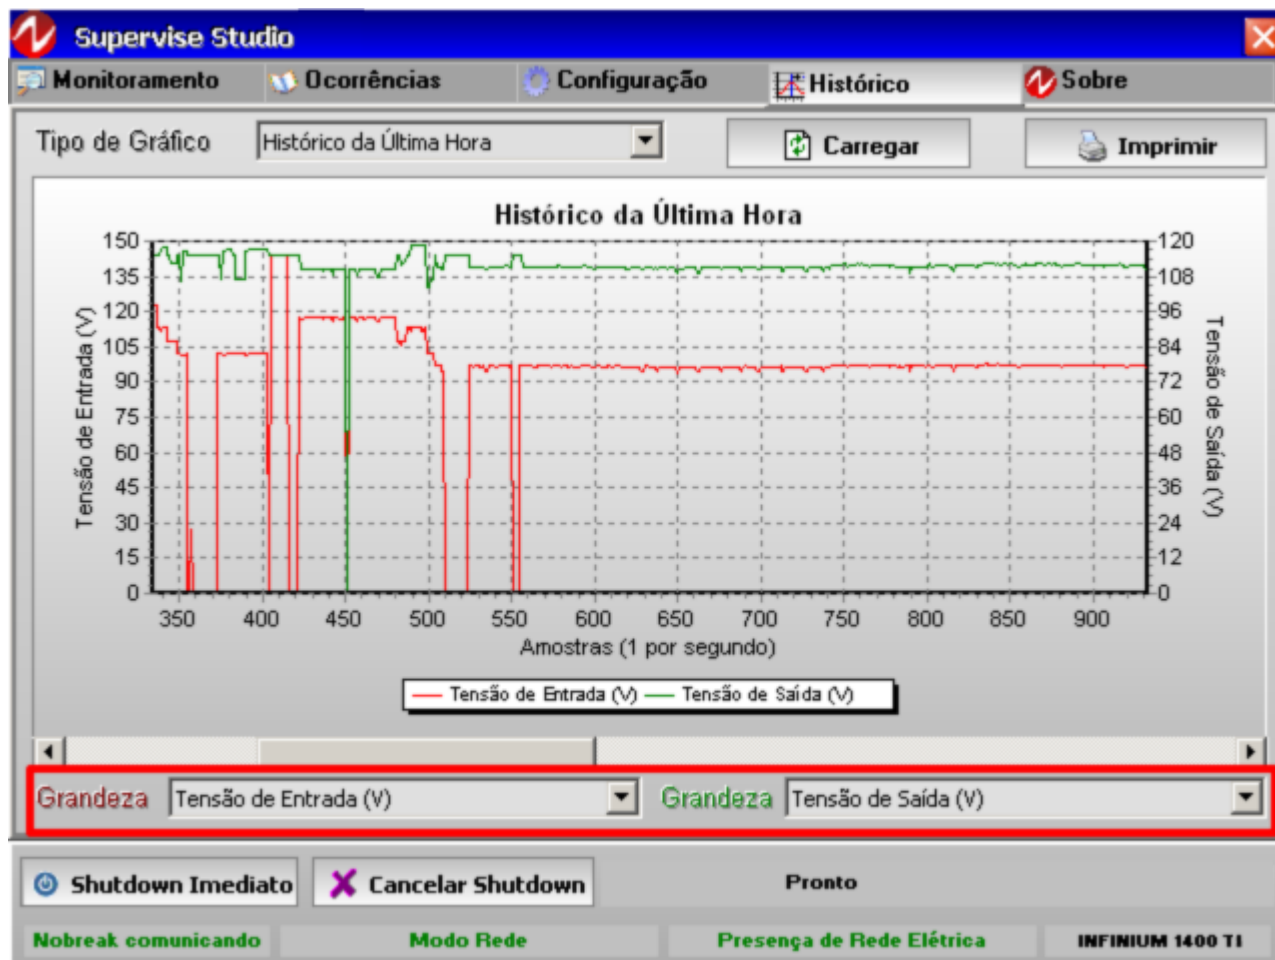 Supervise Studio
Monitoramento Ocorrências Configuração Histórico Sobre
Tipo de Gráfico Histórico da Última Hora Carregar Imprimir
Histórico da Última Hora
150 120
135 108
120 96
105 84
90 72
75 60
60 48
45 36
30 24
15 12
0 0
Tensão de Entrada (V)
Tensão de Saída (V)
350 400 450 500 550 600 650 700 750 800 850 900
Amostras (1 por segundo)
Tensão de Entrada (V) Tensão de Saída (V)
Grandeza Tensão de Entrada (V) Grandeza Tensão de Saída (V)
Shutdown Imediato Cancelar Shutdown Pronto
Nobreak comunicando Modo Rede Presença de Rede Elétrica INFINIUM 1400 TI